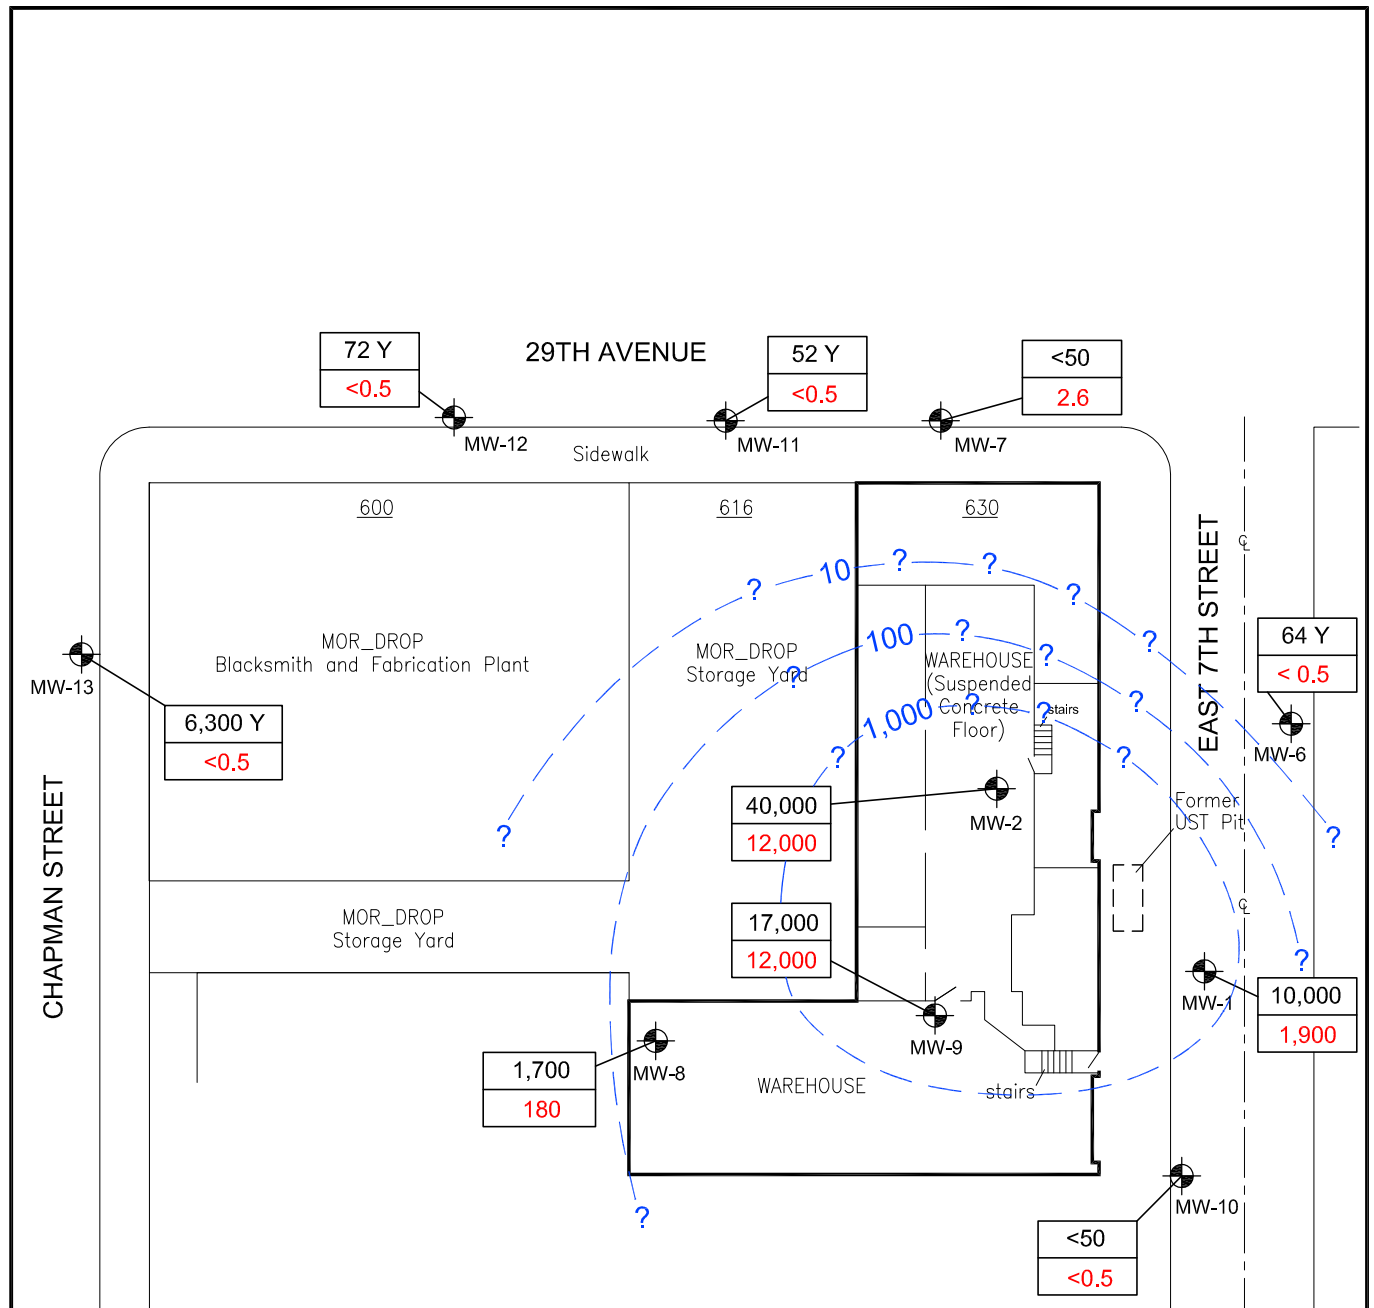 72 Y
<0.5
29TH AVENUE
52 Y
<0.5
<50
2.6
MW-12
MW-11
MW-7
Sidewalk
600
616
630
EAST 7TH STREET
℄
? 10 ? ? ?
100 ? ? ?
64 Y
< 0.5
MOR_DROP
Blacksmith and Fabrication Plant
MOR_DROP
Storage Yard
?
WAREHOUSE
(Suspended
Concrete
Floor)
MW-13
6,300 Y
<0.5
1,000 ? ?
stairs
?
? ?
MW-6
CHAPMAN STREET
40,000
12,000
MW-2
Former
UST Pit
? ?
MOR_DROP
Storage Yard
17,000
12,000
℄
?
MW-1
10,000
1,900
MW-9
1,700
180
MW-8
WAREHOUSE
stairs
?
MW-10
<50
<0.5